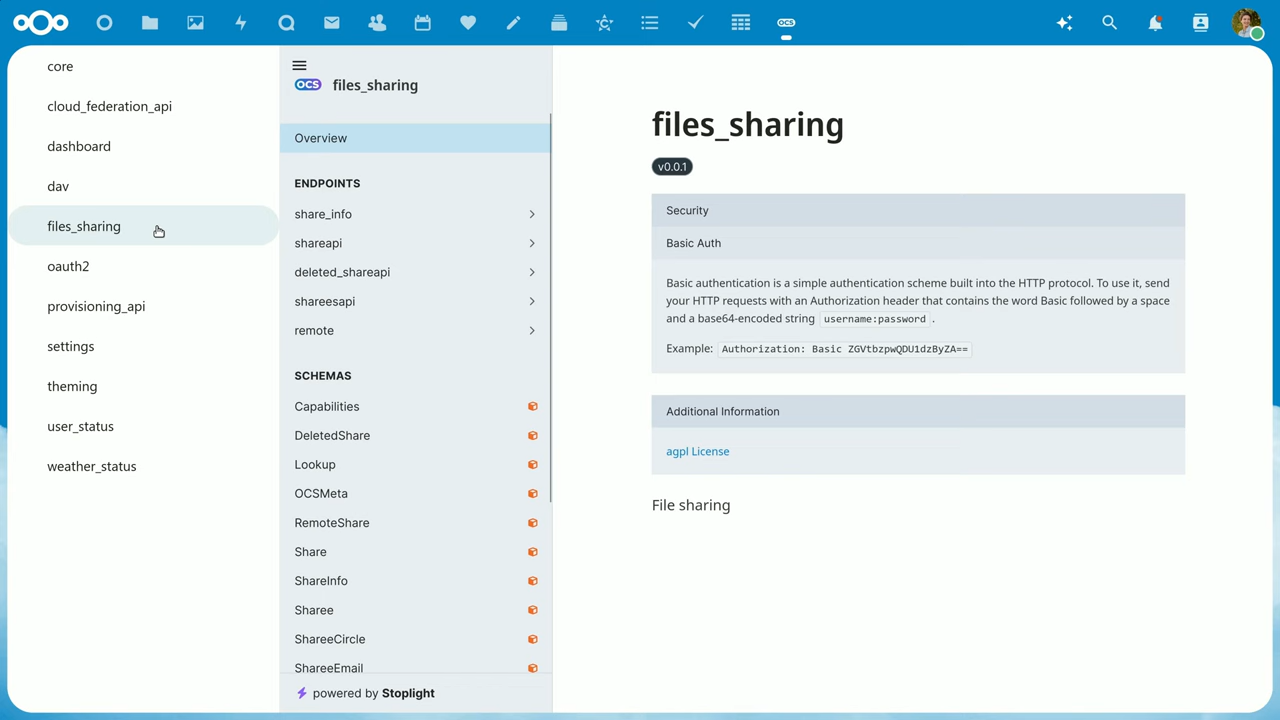 OCS
core
cloud_federation_api
dashboard
dav
files_sharing
oauth2
provisioning_api
settings
theming
user_status
weather_status
OCS files_sharing
Overview
ENDPOINTS
share_info
shareapi
deleted_shareapi
shareesapi
remote
SCHEMAS
Capabilities
DeletedShare
Lookup
OCSMeta
RemoteShare
Share
ShareInfo
Sharee
ShareeCircle
ShareeEmail
powered by Stoplight
files_sharing
v0.0.1
Security
Basic Auth
Basic authentication is a simple authentication scheme built into the HTTP protocol. To use it, send
your HTTP requests with an Authorization header that contains the word Basic followed by a space
and a base64-encoded string username:password .
Example: Authorization: Basic ZGVtbzpwQDU1dzByZA==
Additional Information
agpl License
File sharing